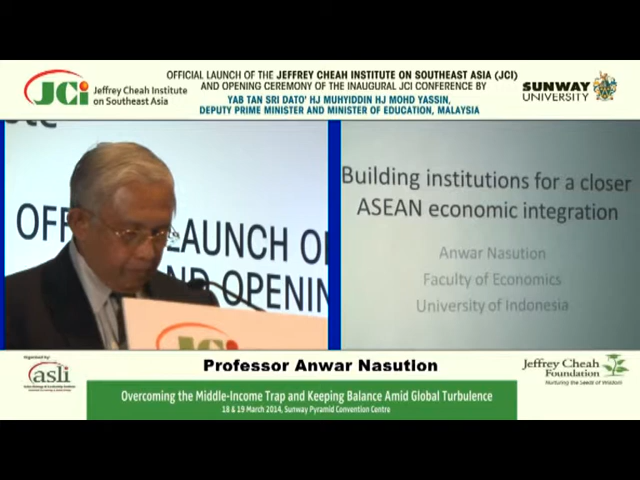 JCi
Jeffrey Cheah Institute
on Southeast Asia
OFFICIAL LAUNCH OF THE JEFFREY CHEAH INSTITUTE ON SOUTHEAST ASIA (JCI)
AND OPENING CEREMONY OF THE INAUGURAL JCI CONFERENCE BY
YAB TAN SRI DATO' HJ MUHYIDDIN HJ MOHD YASSIN,
DEPUTY PRIME MINISTER AND MINISTER OF EDUCATION, MALAYSIA
SUNWAY
UNIVERSITY
OFF LAUNCH O
ND OPENIN
JCi
Building institutions for a closer
ASEAN economic integration
Anwar Nasution
Faculty of Economics
University of Indonesia
Organised by:
asli
Professor Anwar Nasutlon
Jeffrey Cheah
Foundation
Nurturing the Seeds of Wisdom
Overcoming the Middle-Income Trap and Keeping Balance Amid Global Turbulence
18 & 19 March 2014, Sunway Pyramid Convention Centre